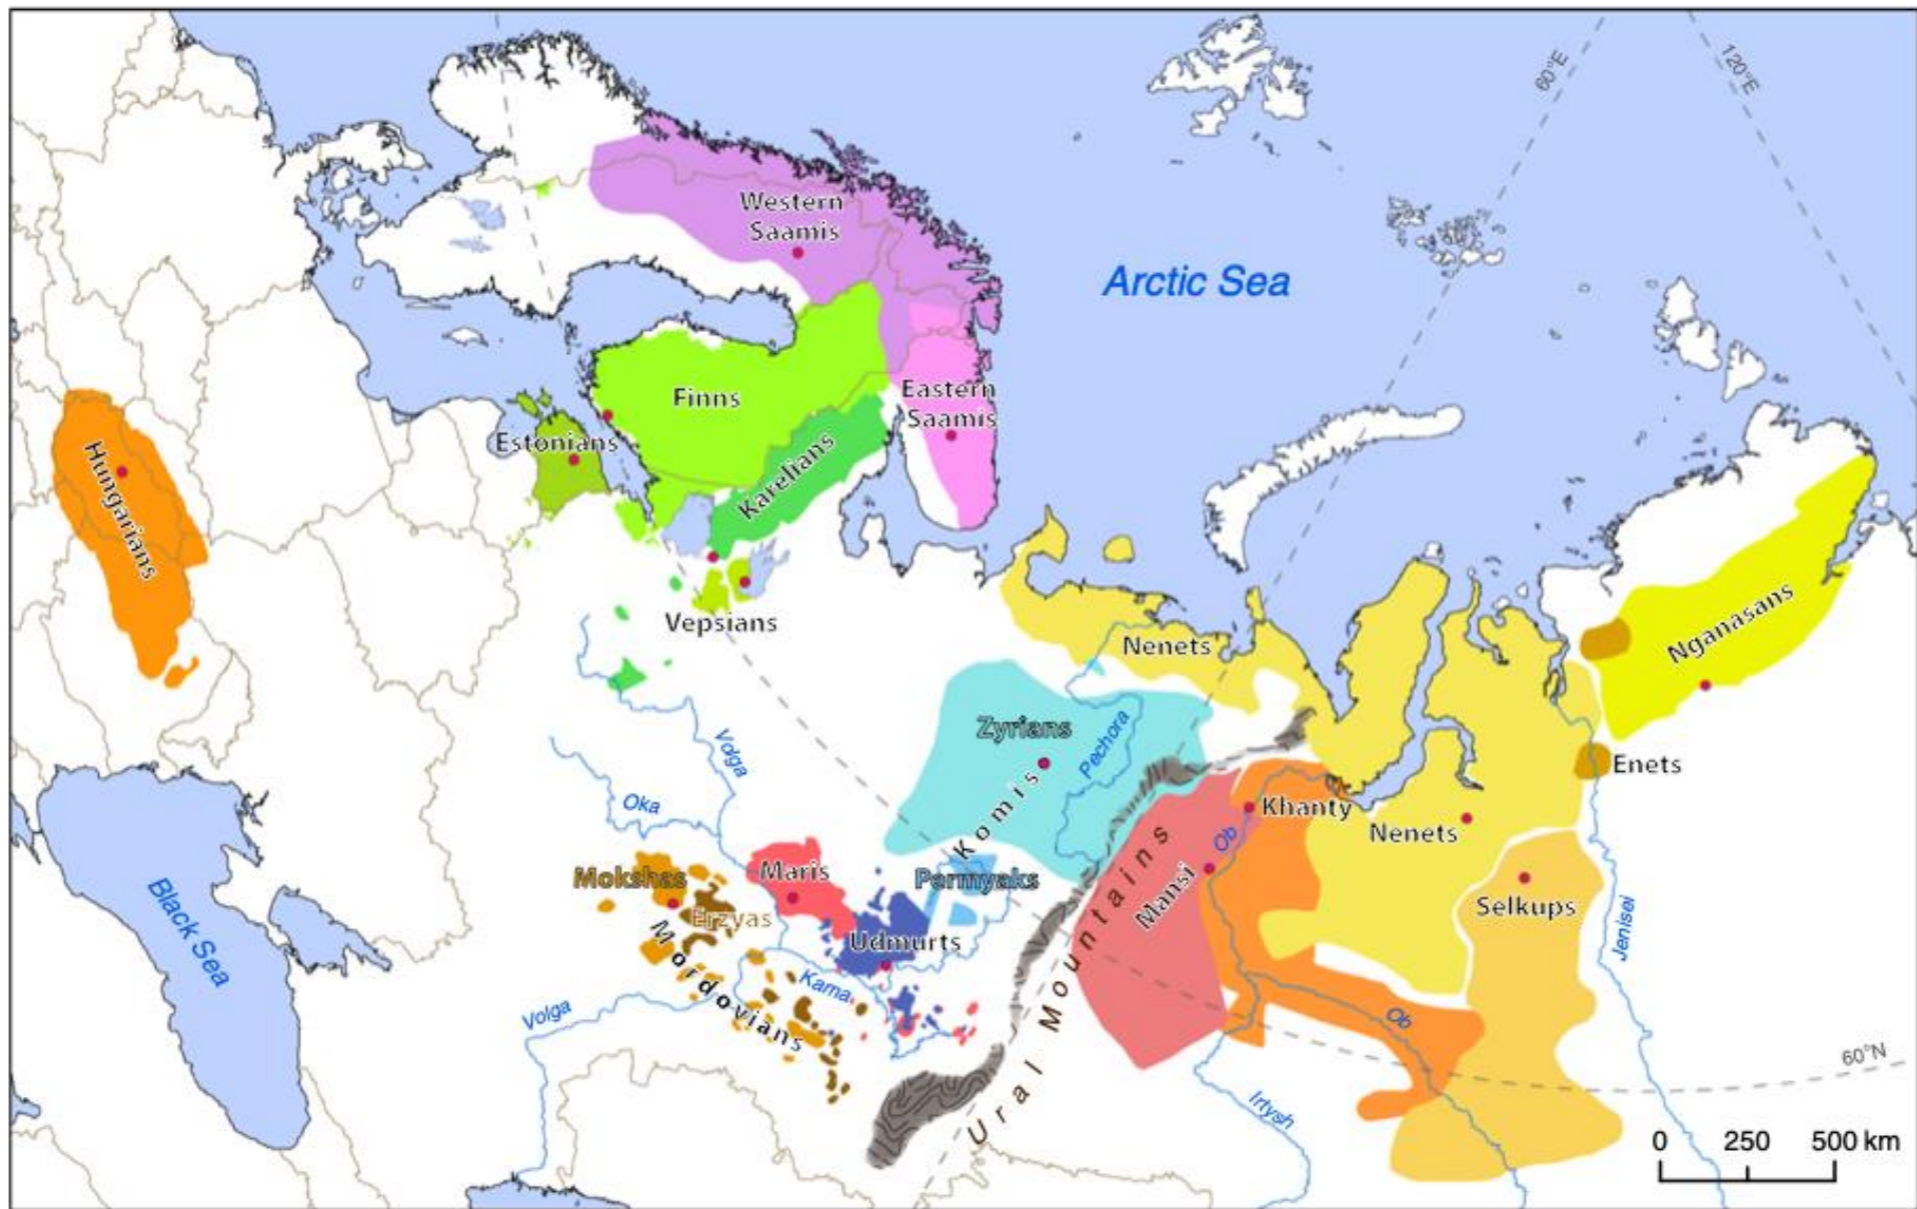 60°E
120°E
Western
Saamis
Arctic Sea
Finns
Eastern
Saamis
Estonians
Karelians
Hungarians
Vepsians
Nenets
Nganasans
Zyrians
Pechora
Komis
Volga
Enets
Oka
Khanty
Ob
Nenets
Mokshas
Maris
Permyaks
Mansi
Selkups
Erzyas
Black Sea
Udmurts
Mordovians
Kama
Ural Mountains
Jenisei
Volga
Ob
60°N
Irtysh
0 250 500 km